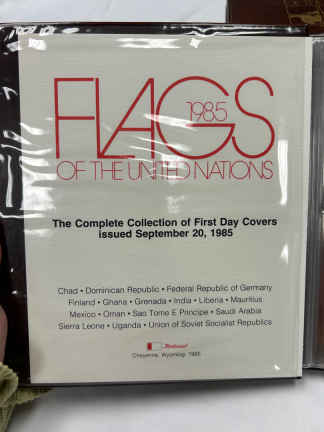 1985
FLAGS
OF THE UNITED NATIONS
The Complete Collection of First Day Covers
issued September 20, 1985
Chad • Dominican Republic • Federal Republic of Germany
Finland • Ghana • Grenada • India • Liberia • Mauritius
Mexico • Oman • Sao Tome E Principe • Saudi Arabia
Sierra Leone • Uganda • Union of Soviet Socialist Republics
Cheyenne, Wyoming 1985